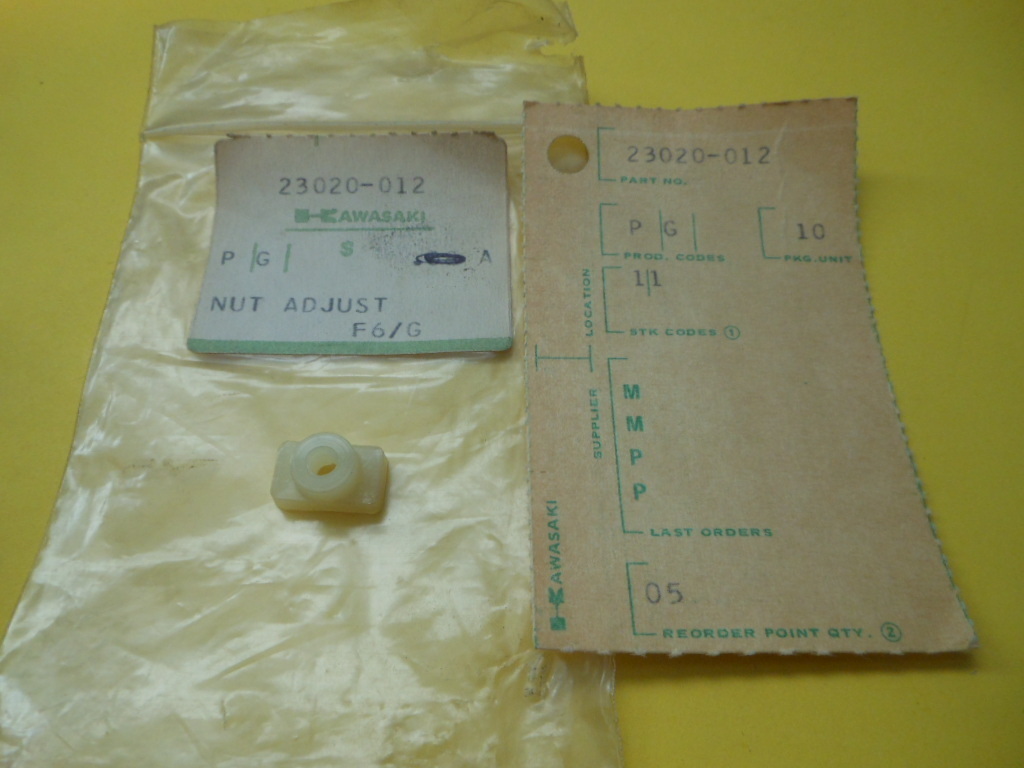 23020-012
KAWASAKI
P G $ A
NUT ADJUST
F6/G
23020-012
PART NO.
P G
PROD. CODES
10
PKG.UNIT
LOCATION
1 1
STK CODES ①
SUPPLIER
M
M
P
P
LAST ORDERS
KAWASAKI
05
REORDER POINT QTY. ②